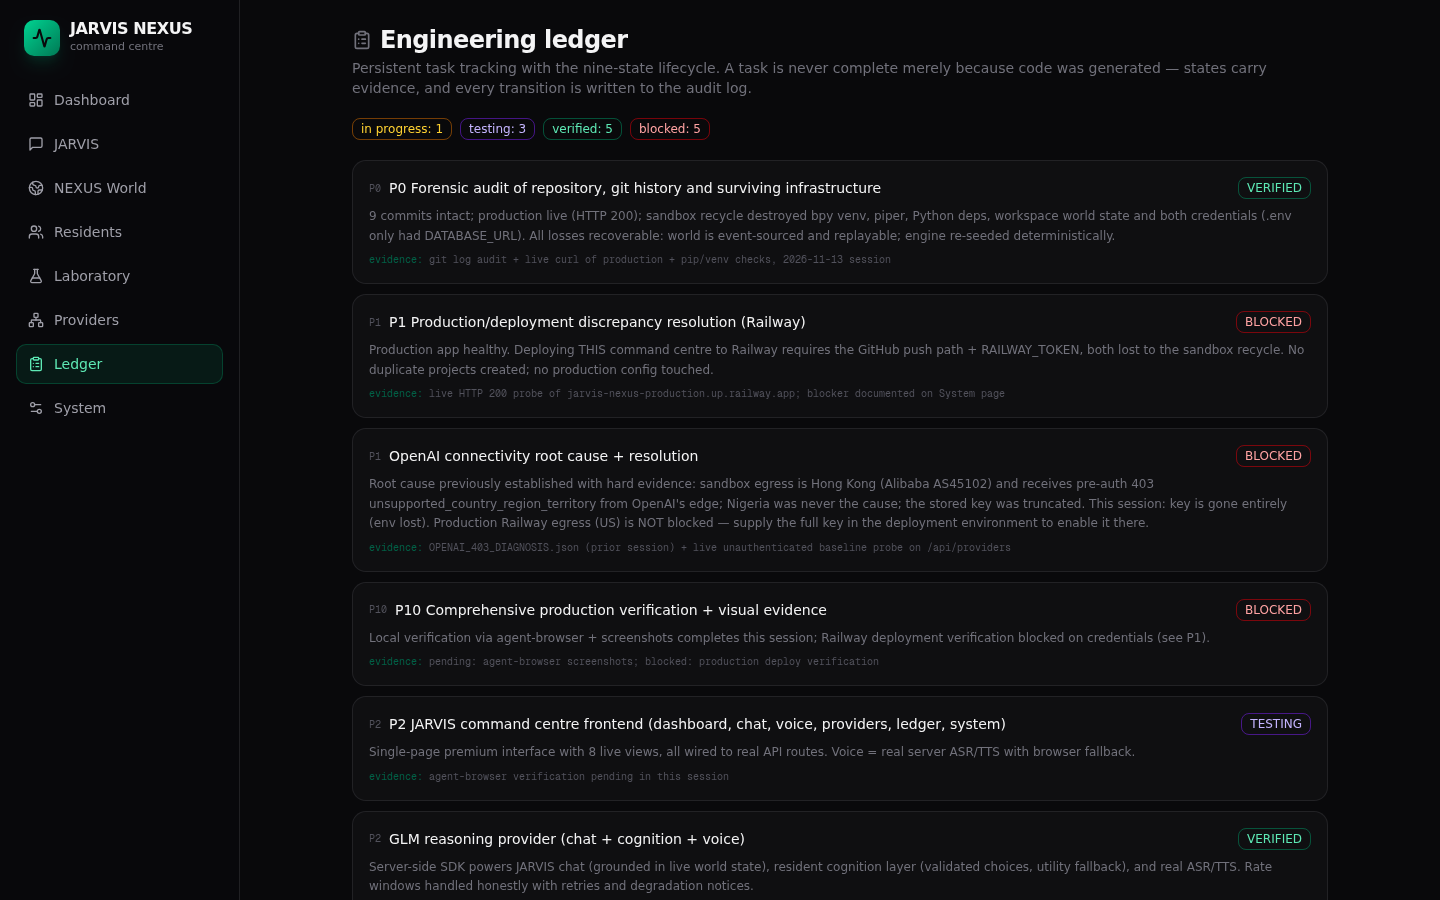 JARVIS NEXUS
command centre
Dashboard
JARVIS
NEXUS World
Residents
Laboratory
Providers
Ledger
System
Engineering ledger
Persistent task tracking with the nine-state lifecycle. A task is never complete merely because code was generated — states carry
evidence, and every transition is written to the audit log.
in progress: 1
testing: 3
verified: 5
blocked: 5
P0 P0 Forensic audit of repository, git history and surviving infrastructure
VERIFIED
9 commits intact; production live (HTTP 200); sandbox recycle destroyed bpy venv, piper, Python deps, workspace world state and both credentials (.env
only had DATABASE_URL). All losses recoverable: world is event-sourced and replayable; engine re-seeded deterministically.
evidence: git log audit + live curl of production + pip/venv checks, 2026-11-13 session
P1 P1 Production/deployment discrepancy resolution (Railway)
BLOCKED
Production app healthy. Deploying THIS command centre to Railway requires the GitHub push path + RAILWAY_TOKEN, both lost to the sandbox recycle. No
duplicate projects created; no production config touched.
evidence: live HTTP 200 probe of jarvis-nexus-production.up.railway.app; blocker documented on System page
P1 OpenAI connectivity root cause + resolution
BLOCKED
Root cause previously established with hard evidence: sandbox egress is Hong Kong (Alibaba AS45102) and receives pre-auth 403
unsupported_country_region_territory from OpenAI's edge; Nigeria was never the cause; the stored key was truncated. This session: key is gone entirely
(env lost). Production Railway egress (US) is NOT blocked — supply the full key in the deployment environment to enable it there.
evidence: OPENAI_403_DIAGNOSIS.json (prior session) + live unauthenticated baseline probe on /api/providers
P10 P10 Comprehensive production verification + visual evidence
BLOCKED
Local verification via agent-browser + screenshots completes this session; Railway deployment verification blocked on credentials (see P1).
evidence: pending: agent-browser screenshots; blocked: production deploy verification
P2 P2 JARVIS command centre frontend (dashboard, chat, voice, providers, ledger, system)
TESTING
Single-page premium interface with 8 live views, all wired to real API routes. Voice = real server ASR/TTS with browser fallback.
evidence: agent-browser verification pending in this session
P2 GLM reasoning provider (chat + cognition + voice)
VERIFIED
Server-side SDK powers JARVIS chat (grounded in live world state), resident cognition layer (validated choices, utility fallback), and real ASR/TTS. Rate
windows handled honestly with retries and degradation notices.